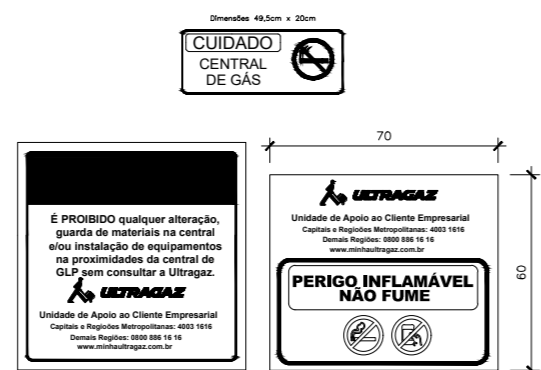 Dimensões 49,5cm x 20cm
CUIDADO
CENTRAL
DE GÁS
É PROIBIDO qualquer alteração,
guarda de materiais na central
e/ou instalação de equipamentos
na proximidades da central de
GLP sem consultar a Ultragaz.
ULTRAGAZ
Unidade de Apoio ao Cliente Empresarial
Capitais e Regioões Metropolitanas: 4003 1616
Demais Regiões: 0800 886 16 16
www.minhaultragaz.com.br
70
ULTRAGAZ
Unidade de Apoio ao Cliente Empresarial
Capitais e Regioões Metropolitanas: 4003 1616
Demais Regiões: 0800 886 16 16
www.minhaultragaz.com.br
PERIGO INFLAMÁVEL
NÃO FUME
60